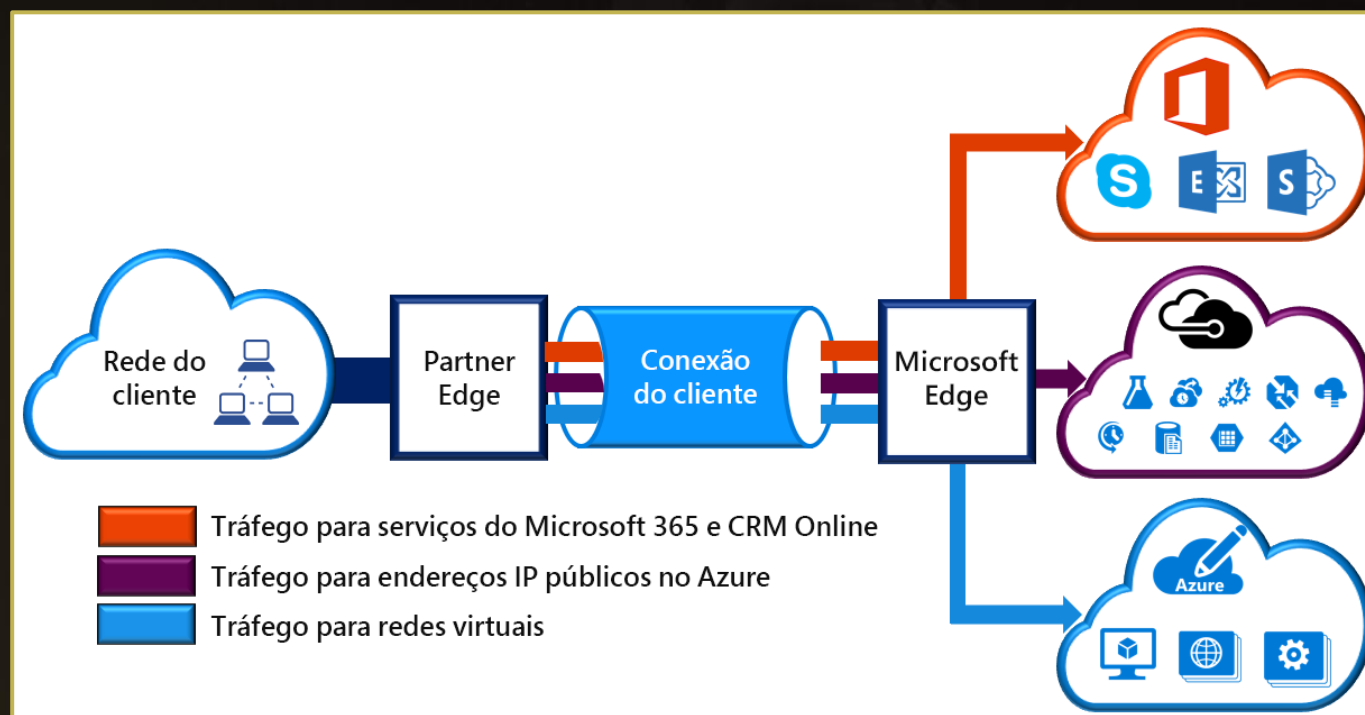 Rede do
cliente
Partner
Edge
Conexão
do cliente
Microsoft
Edge
S
E
S
Azure
Tráfego para serviços do Microsoft 365 e CRM Online
Tráfego para endereços IP públicos no Azure
Tráfego para redes virtuais